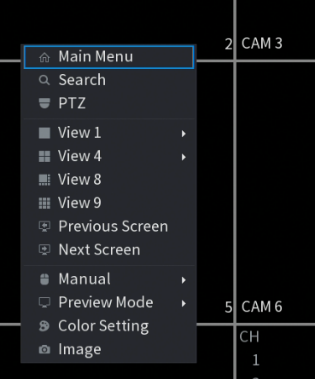 2 CAM 3
Main Menu
Search
PTZ
View 1
View 4
View 8
View 9
Previous Screen
Next Screen
Manual
Preview Mode
Color Setting
Image
5 CAM 6
CH
1